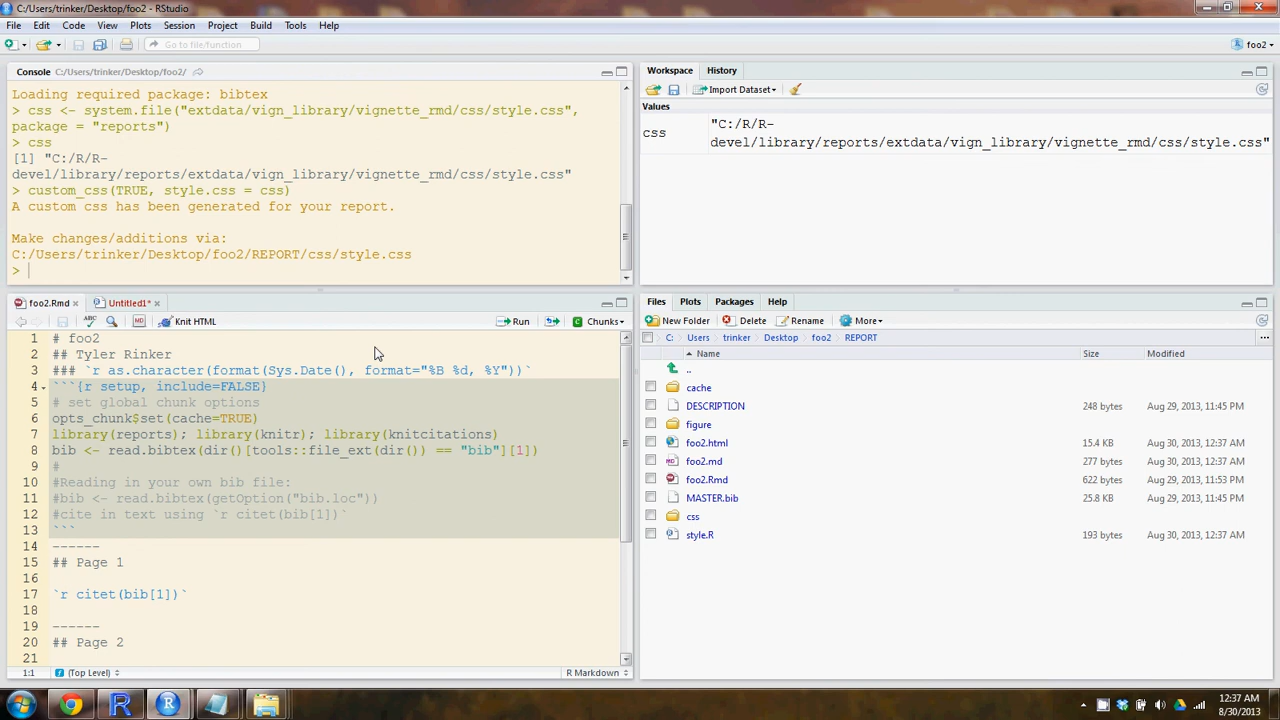 C:/Users/trinker/Desktop/foo2 - RStudio
File Edit Code View Plots Session Project Build Tools Help
Go to file/function
foo2
Console C:/Users/trinker/Desktop/foo2/
Loading required package: bibtex
> css <- system.file("extdata/vign_library/vignette_rmd/css/style.css",
package = "reports")
> css
[1] "C:/R/R-
devel/library/reports/extdata/vign_library/vignette_rmd/css/style.css"
> custom_css(TRUE, style.css = css)
A custom css has been generated for your report.
Make changes/additions via:
C:/Users/trinker/Desktop/foo2/REPORT/css/style.css
>
Workspace History
Import Dataset
Values
css "C:/R/R-
devel/library/reports/extdata/vign_library/vignette_rmd/css/style.css"
foo2.Rmd Untitled1*
ABC MD Knit HTML Run Chunks
1 # foo2
2 ## Tyler Rinker
3 ### `r as.character(format(Sys.Date(), format="%B %d, %Y"))`
4 ```{r setup, include=FALSE}
5 # set global chunk options
6 opts_chunk$set(cache=TRUE)
7 library(reports); library(knitr); library(knitcitations)
8 bib <- read.bibtex(dir()[tools::file_ext(dir()) == "bib"][1])
9 #
10 #Reading in your own bib file:
11 #bib <- read.bibtex(getOption("bib.loc"))
12 #cite in text using `r citet(bib[1])`
13 ```
14 ------
15 ## Page 1
16
17 `r citet(bib[1])`
18
19 ------
20 ## Page 2
21
1:1 (Top Level) R Markdown
Files Plots Packages Help
New Folder Delete Rename More
C: Users trinker Desktop foo2 REPORT ...
Name Size Modified
..
cache
DESCRIPTION 248 bytes Aug 29, 2013, 11:45 PM
figure
foo2.html 15.4 KB Aug 30, 2013, 12:37 AM
foo2.md 277 bytes Aug 30, 2013, 12:37 AM
foo2.Rmd 622 bytes Aug 29, 2013, 11:53 PM
MASTER.bib 25.8 KB Aug 29, 2013, 11:45 PM
css
style.R 193 bytes Aug 30, 2013, 12:37 AM
12:37 AM
8/30/2013